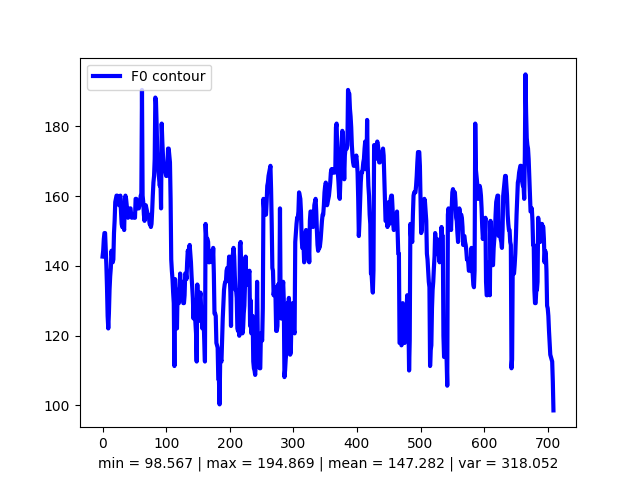 F0 contour
180
160
140
120
100
0 100 200 300 400 500 600 700
min = 98.567 | max = 194.869 | mean = 147.282 | var = 318.052